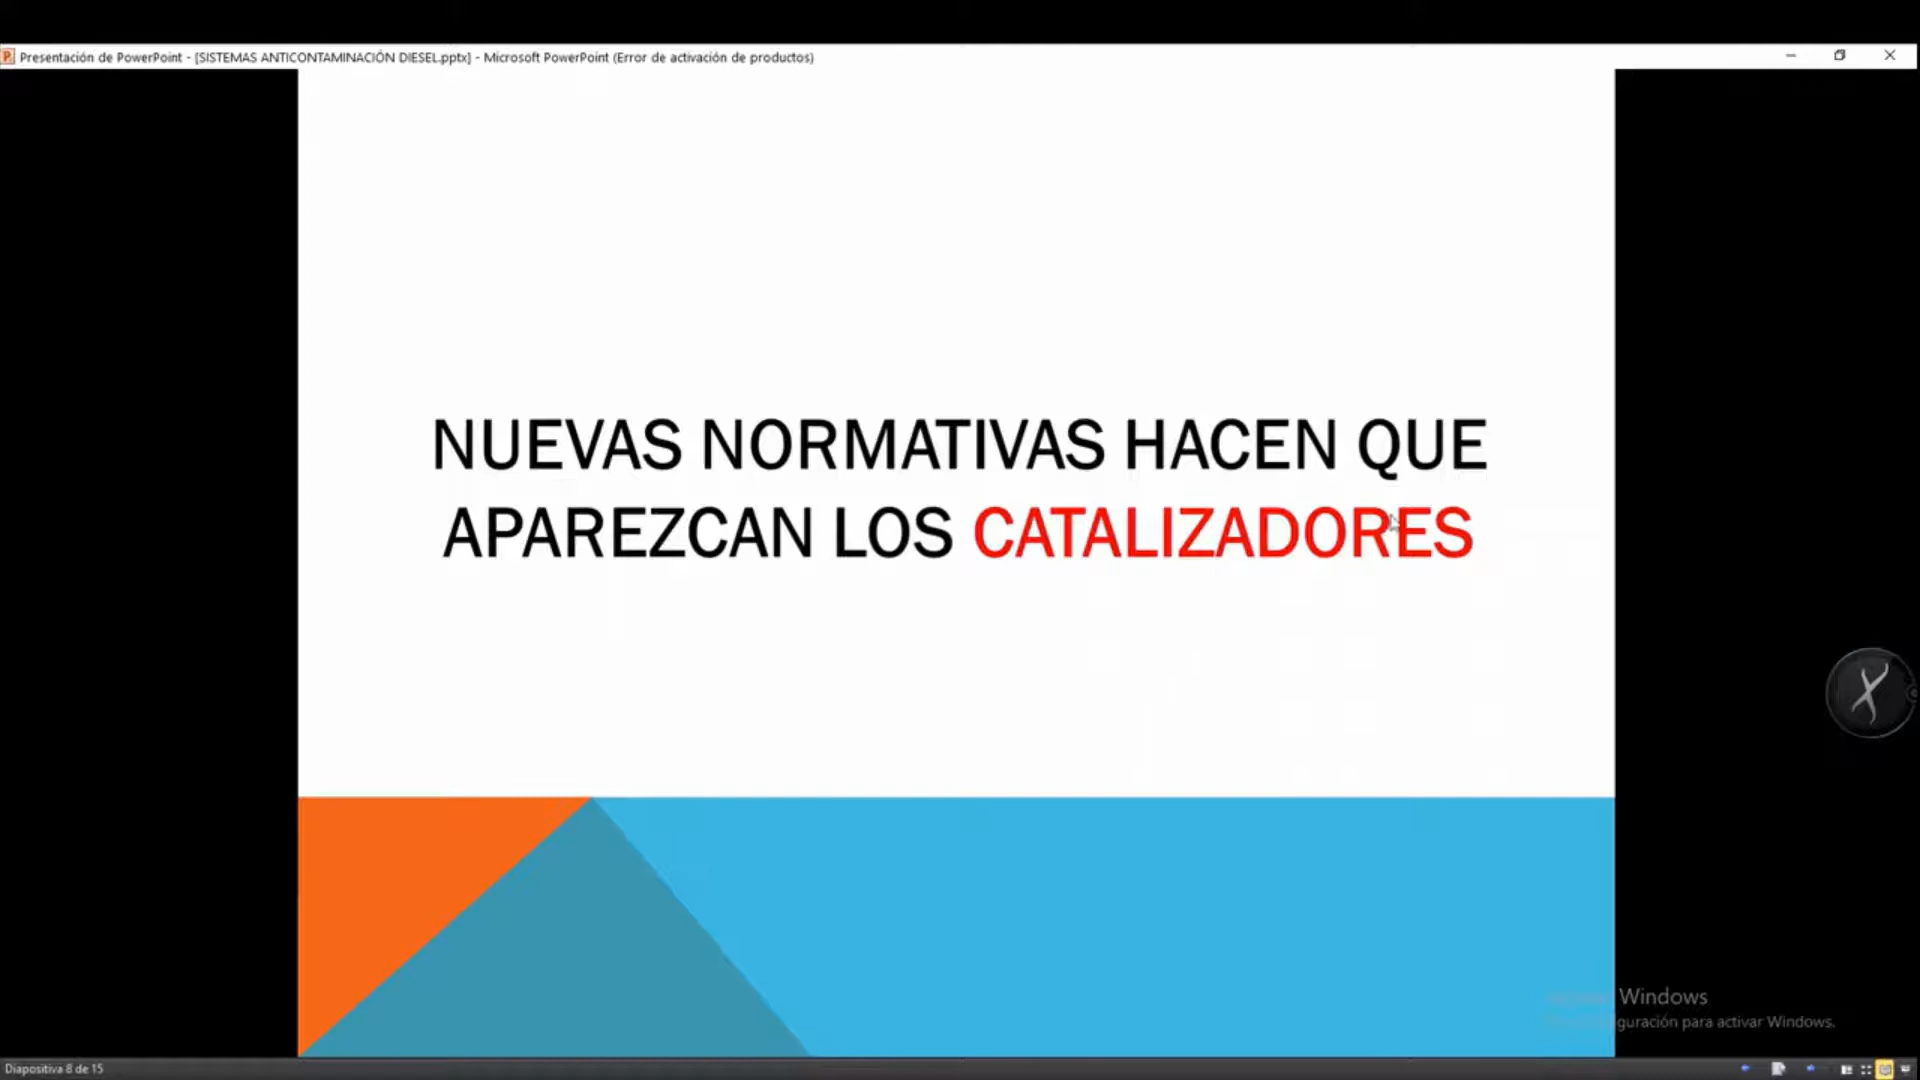 Presentación de PowerPoint - [SISTEMAS ANTICONTAMINACIÓN DIESEL.pptx] - Microsoft PowerPoint (Error de activación de productos)
NUEVAS NORMATIVAS HACEN QUE
APAREZCAN LOS CATALIZADORES
Windows
guración para activar Windows.
Diapositiva 8 de 15